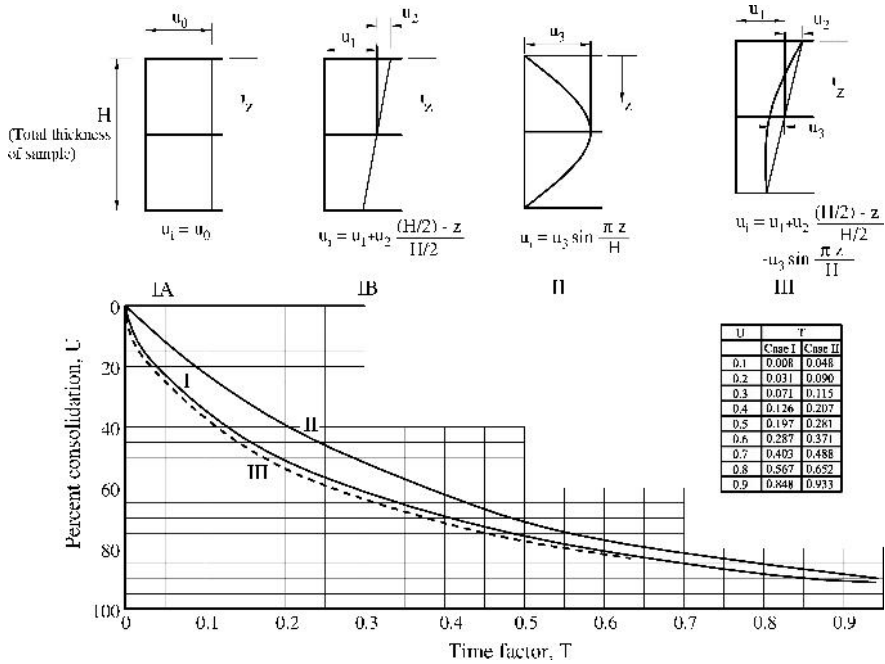 u₀
u₁
u₂
u₃
u₁
u₂
H
(Total thickness
of sample)
u_z
u_z
z
u_z
u₃
uᵢ = u₀
uᵢ = u₁+u₂ (H/2) - z / H/2
uᵢ = u₃ sin π z / H
uᵢ = u₁+u₂ (H/2) - z / H/2
-u₃ sin π z / H
IA
IB
II
III
Percent consolidation, U
0
20
40
60
80
100
I
II
III
0
0.1
0.2
0.3
0.4
0.5
0.6
0.7
0.8
0.9
Time factor, T
U T
Case I Case II
0.1 0.008 0.048
0.2 0.031 0.090
0.3 0.071 0.115
0.4 0.126 0.207
0.5 0.197 0.281
0.6 0.287 0.371
0.7 0.403 0.488
0.8 0.567 0.652
0.9 0.848 0.933